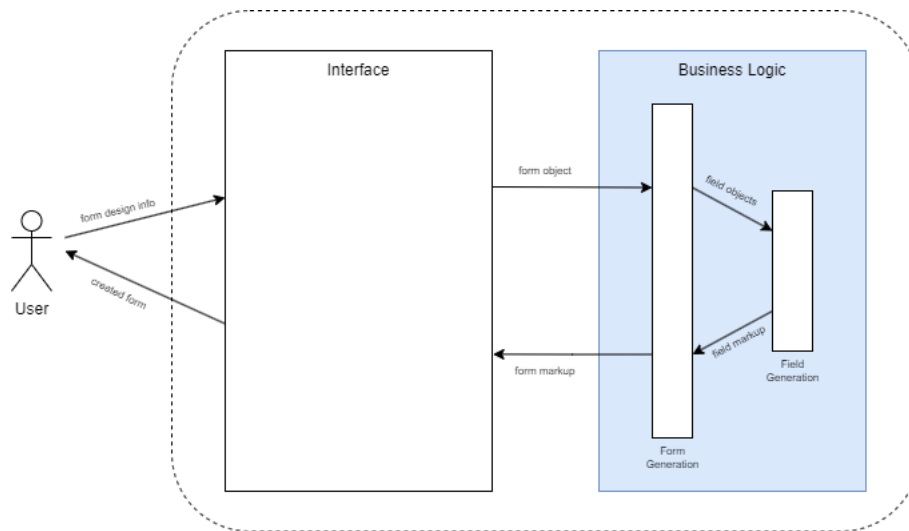 Interface
Business Logic
form object
field objects
form design info
User
created form
form markup
field markup
Field
Generation
Form
Generation